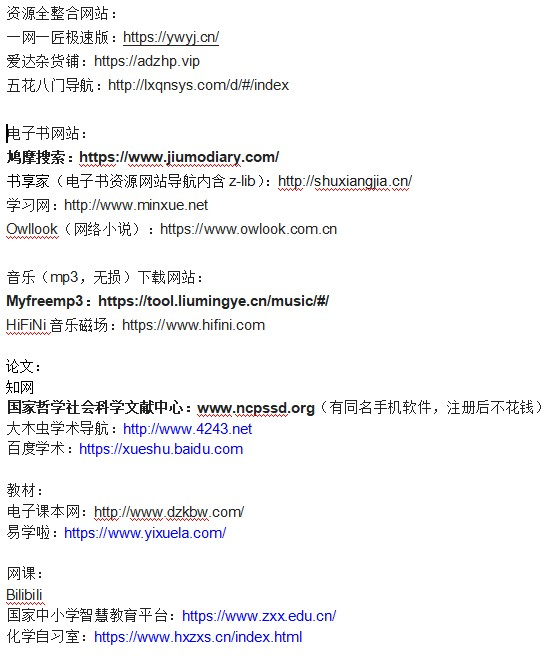 资源全整合网站：
一网一匠极速版：https://ywyj.cn/
爱达杂货铺：https://adzhp.vip
五花八门导航：http://lxqnsys.com/d/#/index
电子书网站：
鸠摩搜索：https://www.jiumodiary.com/
书享家（电子书资源网站导航内含 z-lib）：http://shuxiangjia.cn/
学习网：http://www.minxue.net
Owllook（网络小说）：https://www.owlook.com.cn
音乐（mp3，无损）下载网站：
Myfreemp3：https://tool.liumingye.cn/music/#/
HiFiNi 音乐磁场：https://www.hifini.com
论文：
知网
国家哲学社会科学文献中心：www.ncpssd.org（有同名手机软件，注册后不花钱）
大木虫学术导航：http://www.4243.net
百度学术：https://xueshu.baidu.com
教材：
电子课本网：http://www.dzkbw.com/
易学啦：https://www.yixuela.com/
网课：
Bilibili
国家中小学智慧教育平台：https://www.zxx.edu.cn/
化学自习室：https://www.hxzxs.cn/index.html